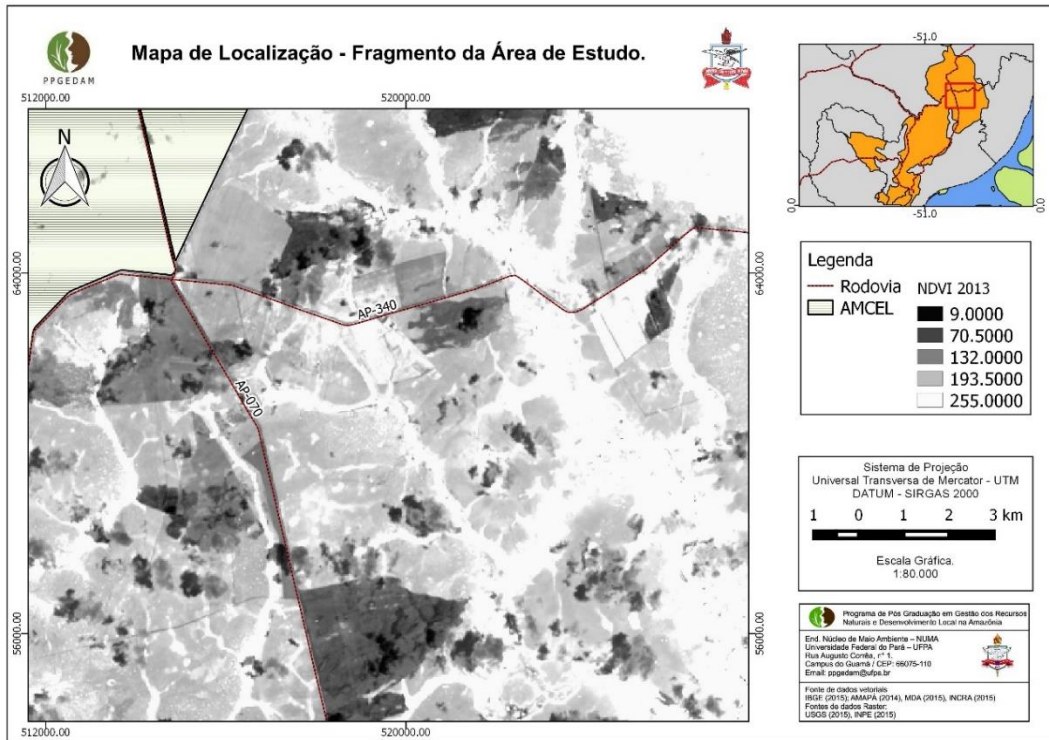 PPGEDAM
Mapa de Localização - Fragmento da Área de Estudo.
512000.00
520000.00
64000.00
56000.00
N
AP-340
AP-070
512000.00
520000.00
64000.00
56000.00
-51.0
0.0
0.0
-51.0
Legenda
Rodovia
AMCEL
NDVI 2013
9.0000
70.5000
132.0000
193.5000
255.0000
Sistema de Projeção
Universal Transversa de Mercator - UTM
DATUM - SIRGAS 2000
1 0 1 2 3 km
Escala Gráfica.
1:80.000
Programa de Pós Graduação em Gestão dos Recursos
Naturais e Desenvolvimento Local na Amazônia
End. Núcleo de Maio Ambiente – NUMA
Universidade Federal do Pará – UFPA
Rua Augusto Corrêa, n° 1.
Campus do Guamá / CEP: 66075-110
Email: ppgedam@ufpa.br
Fonte de dados vetoriais
IBGE (2015); AMAPÁ (2014), MDA (2015), INCRA (2015)
Fontes de dados Raster:
USGS (2015), INPE (2015)